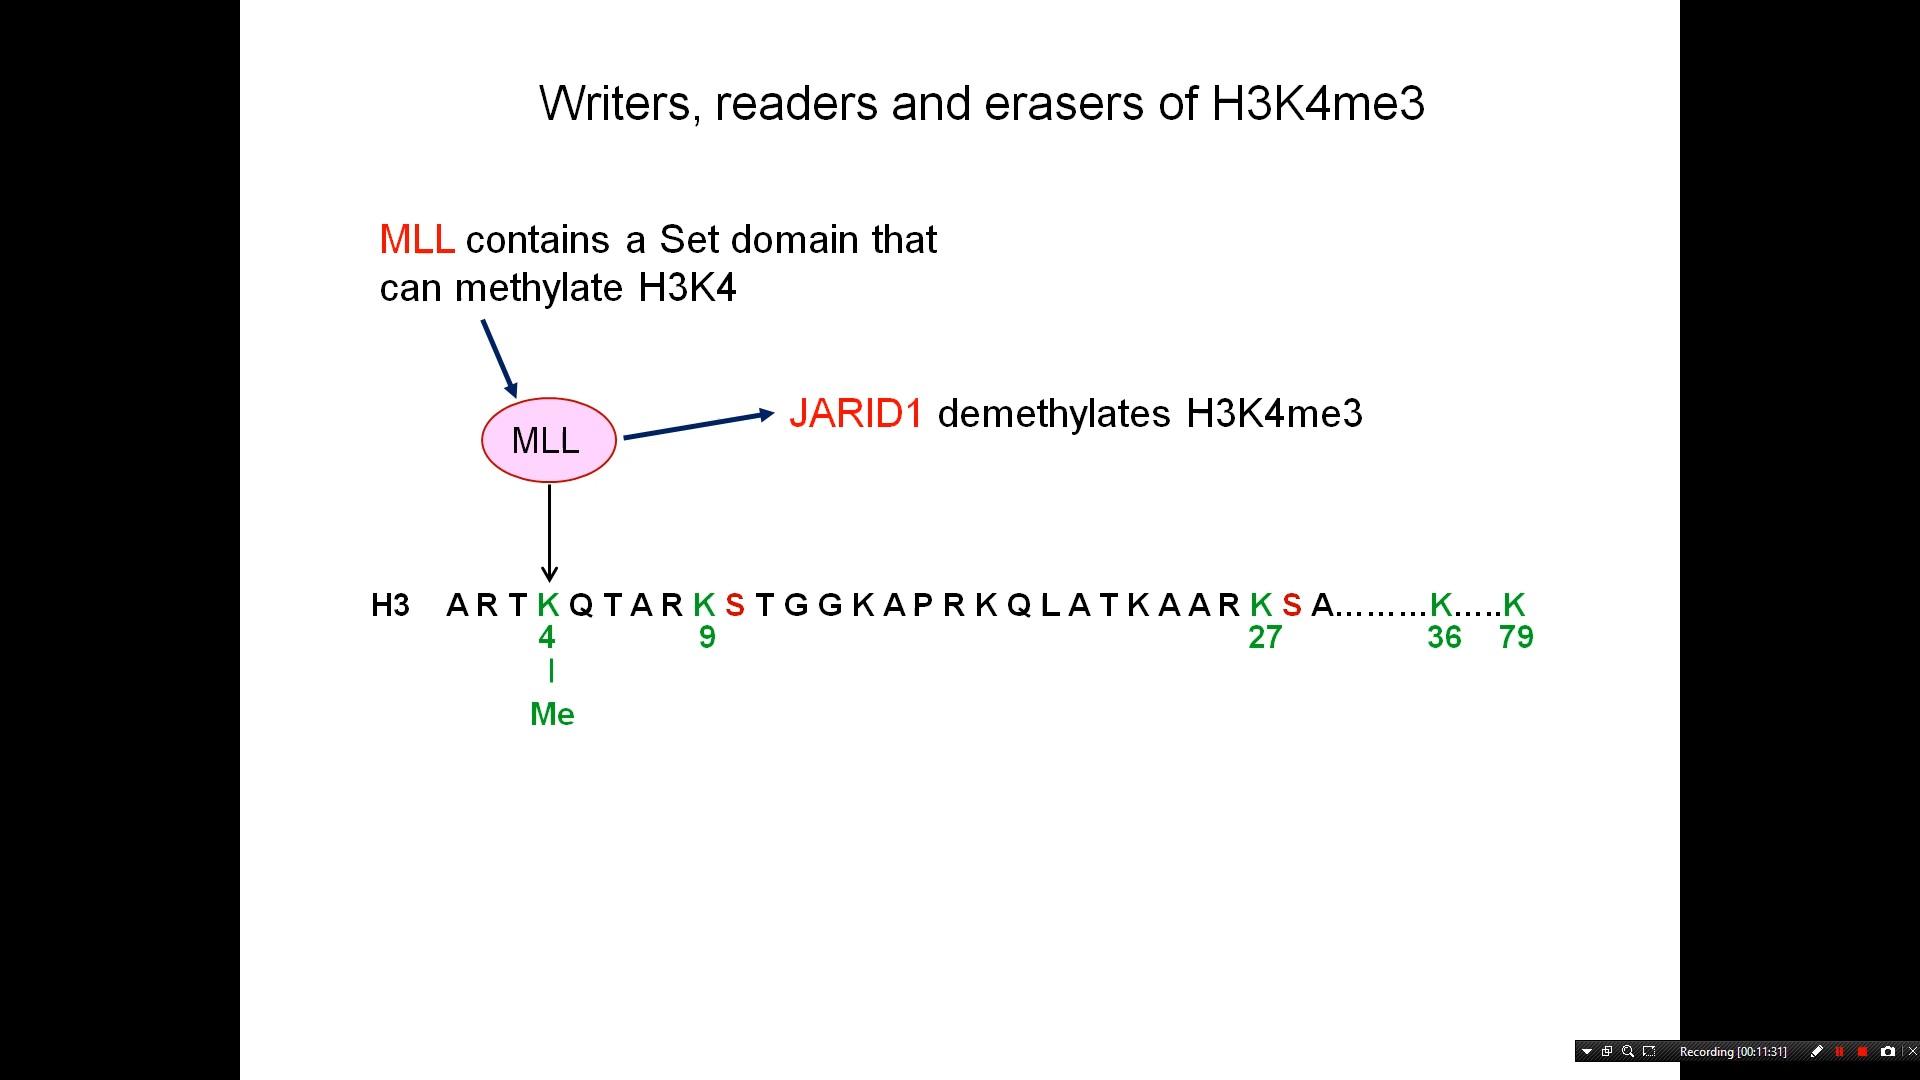 Writers, readers and erasers of H3K4me3
MLL contains a Set domain that
can methylate H3K4
MLL
JARID1 demethylates H3K4me3
H3 A R T K Q T A R K S T G G K A P R K Q L A T K A A R K S A.........K.....K
4 9 27 36 79
Me
Recording [00:11:31]